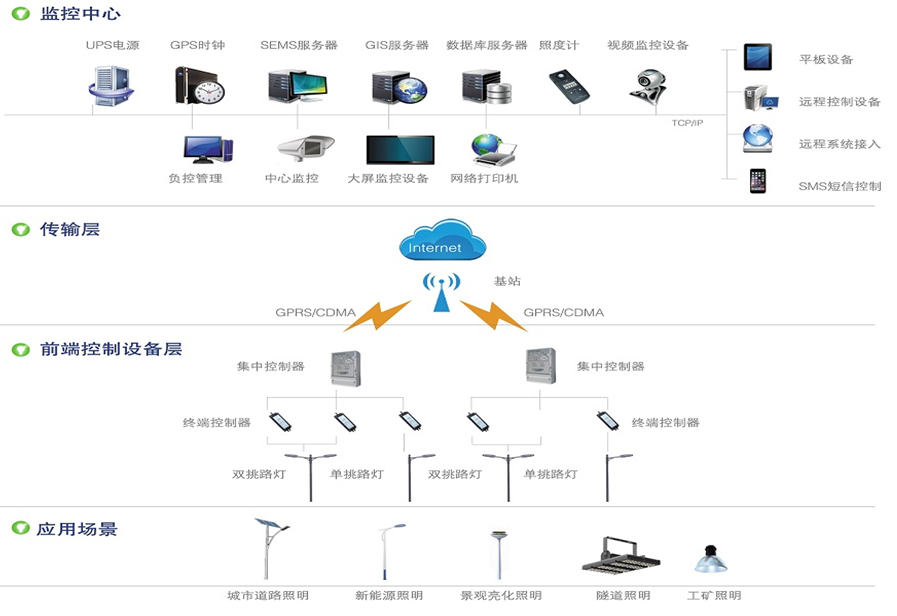 监控中心
UPS电源
GPS时钟
SEMS服务器
GIS服务器
数据库服务器
照度计
视频监控设备
平板设备
远程控制设备
TCP/IP
远程系统接入
负控管理
中心监控
大屏监控设备
网络打印机
SMS短信控制
传输层
Internet
基站
GPRS/CDMA
GPRS/CDMA
前端控制设备层
集中控制器
集中控制器
终端控制器
终端控制器
双挑路灯
单挑路灯
双挑路灯
单挑路灯
应用场景
城市道路照明
新能源照明
景观亮化照明
隧道照明
工矿照明